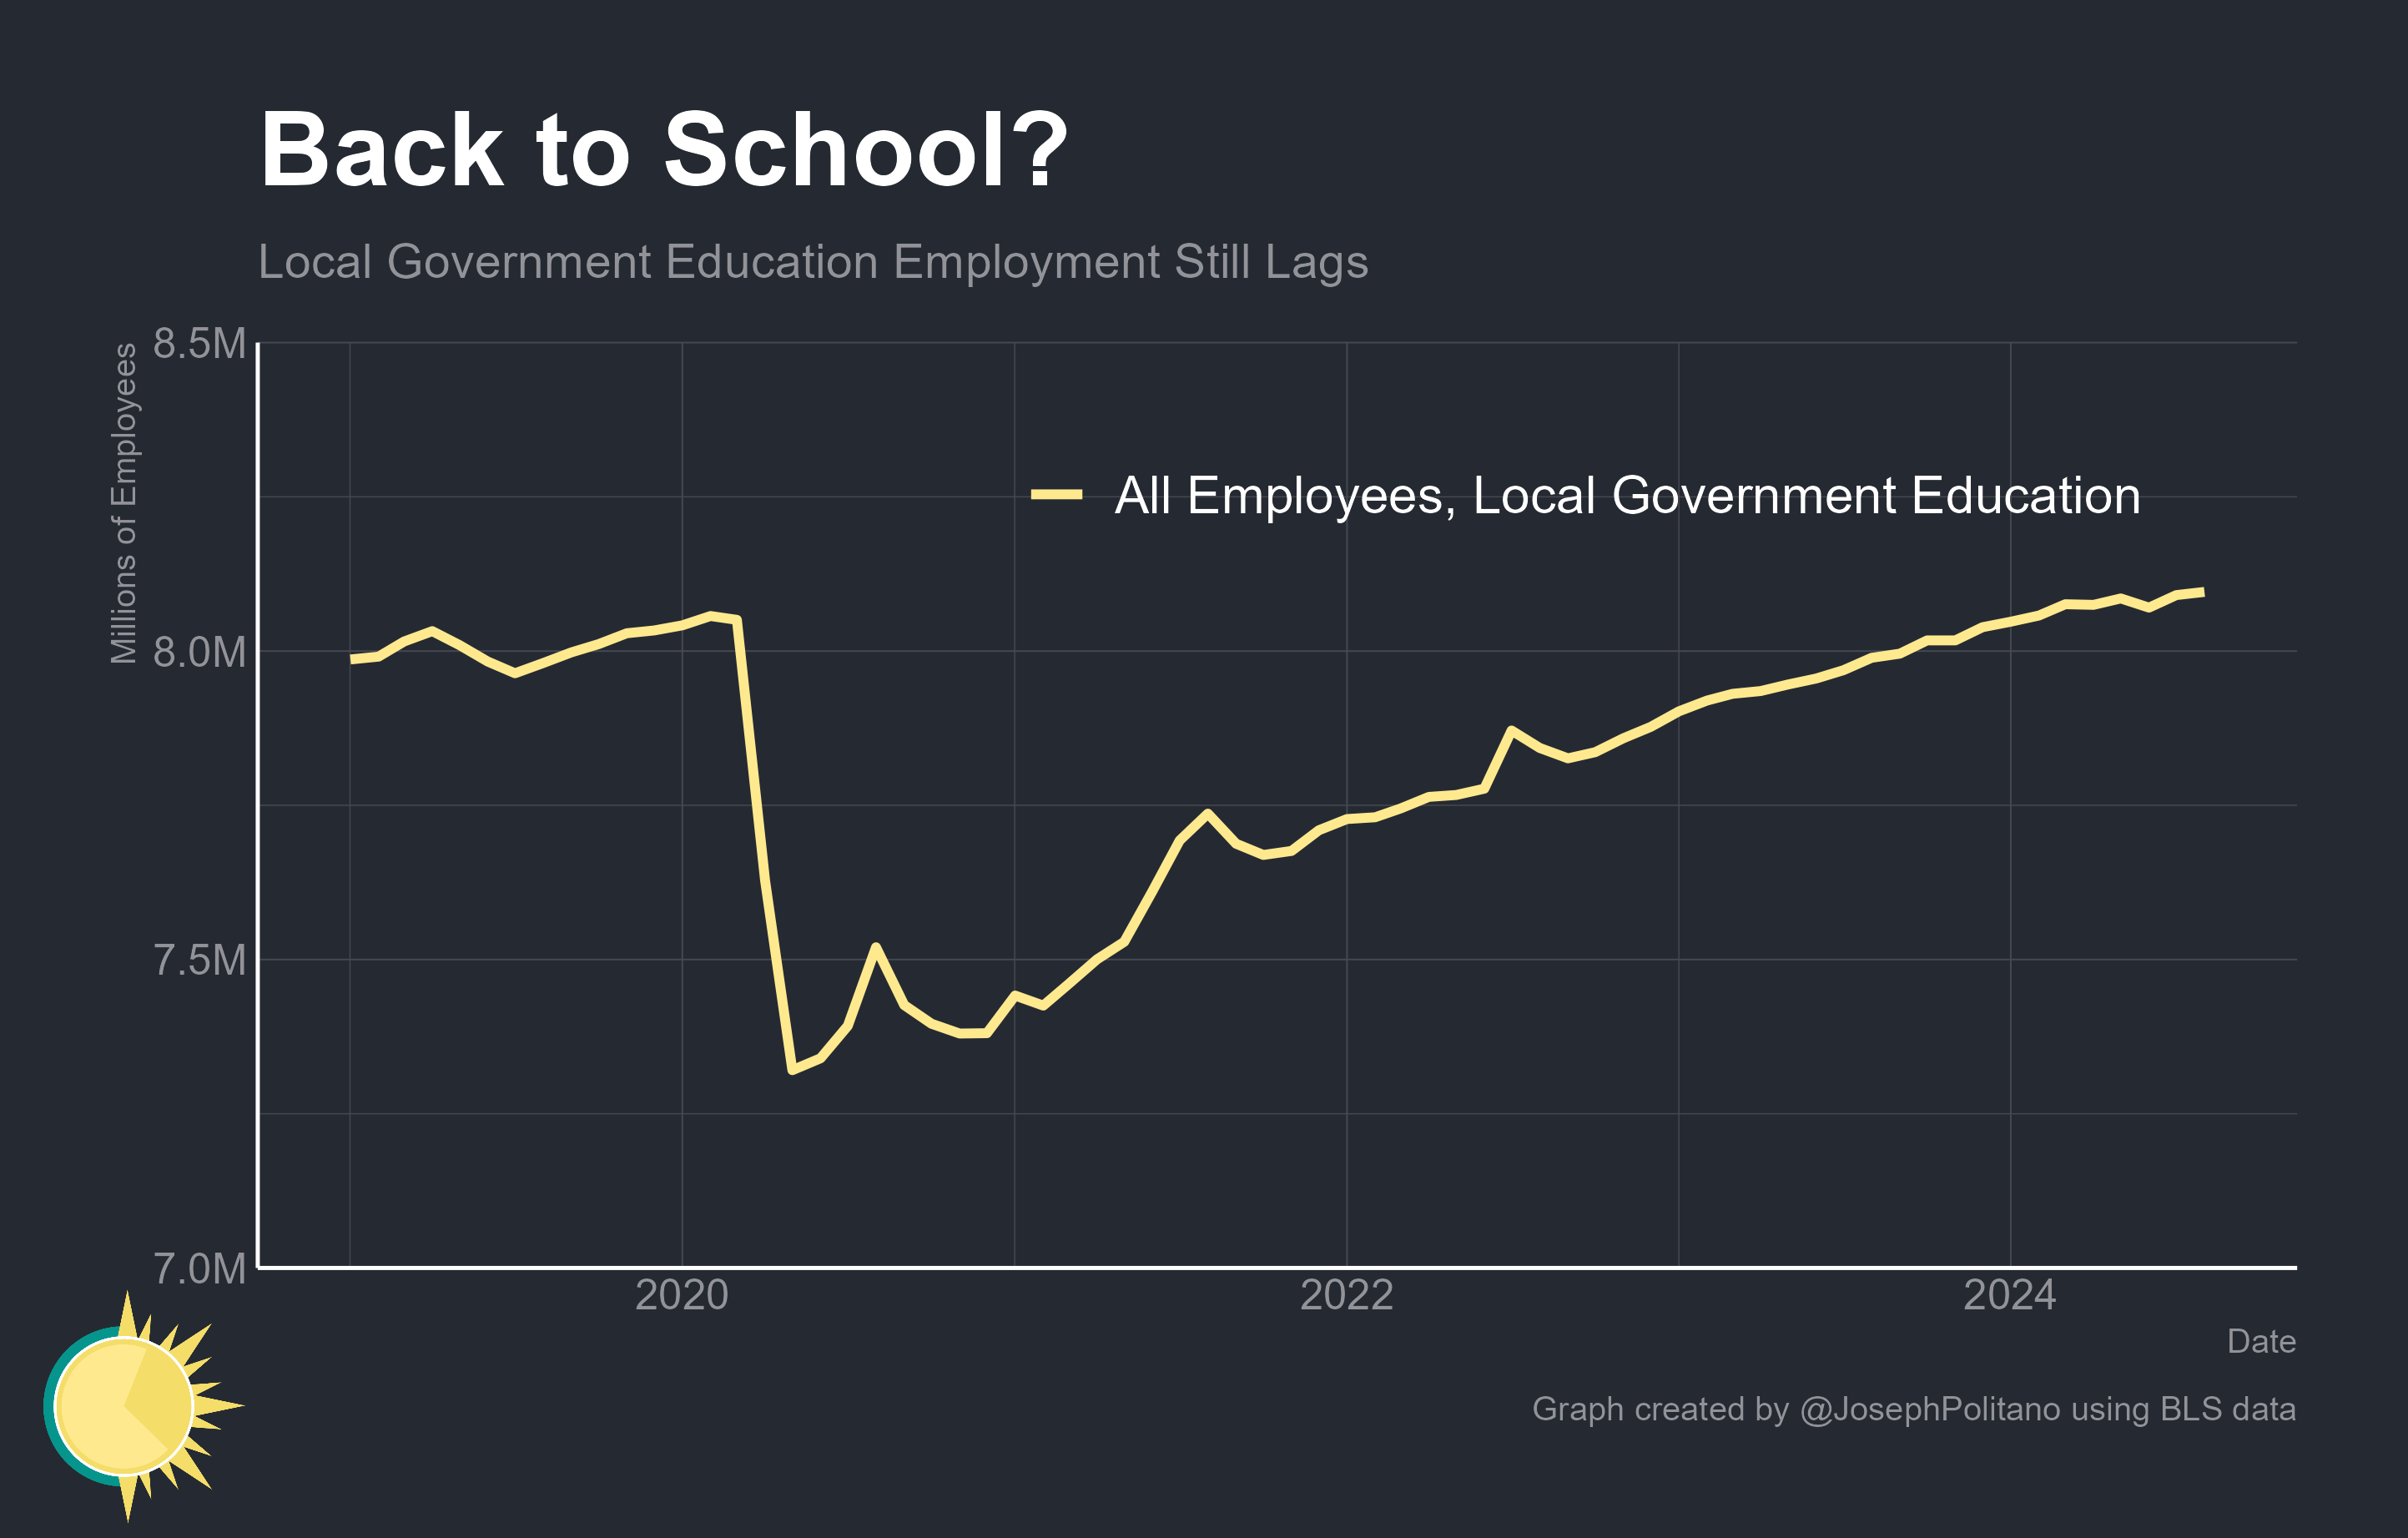 Back to School?
Local Government Education Employment Still Lags
Millions of Employees
8.5M
8.0M
7.5M
7.0M
All Employees, Local Government Education
2020
2022
2024
Date
Graph created by @JosephPolitano using BLS data